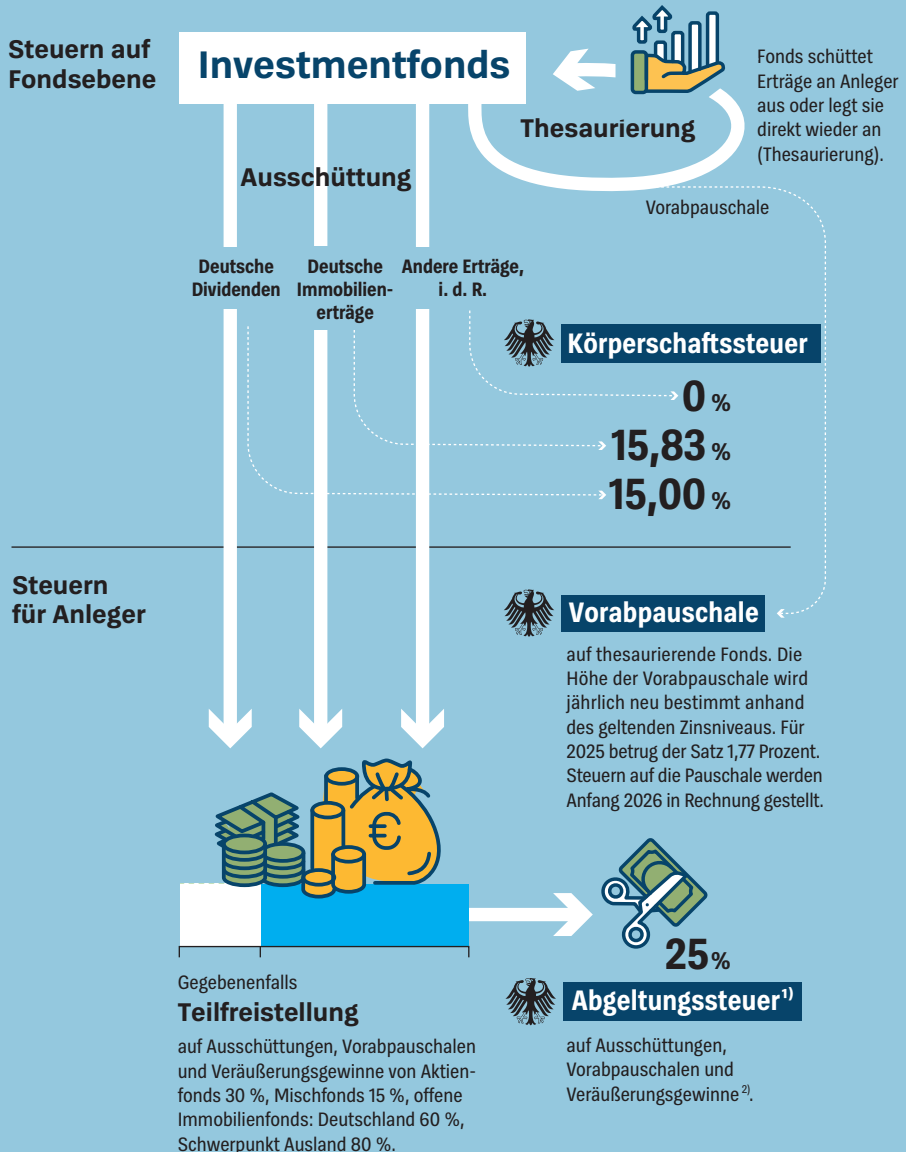 Steuern auf
Fondsebene
Investmentfonds
Fonds schüttet
Erträge an Anleger
aus oder legt sie
direkt wieder an
(Thesaurierung).
Thesaurierung
Ausschüttung
Vorabpauschale
Deutsche
Dividenden
Deutsche
Immobilien-
erträge
Andere Erträge,
i. d. R.
Körperschaftssteuer
0 %
15,83 %
15,00 %
Steuern
für Anleger
Vorabpauschale
auf thesaurierende Fonds. Die
Höhe der Vorabpauschale wird
jährlich neu bestimmt anhand
des geltenden Zinsniveaus. Für
2025 betrug der Satz 1,77 Prozent.
Steuern auf die Pauschale werden
Anfang 2026 in Rechnung gestellt.
€
Gegebenenfalls
Teilfreistellung
auf Ausschüttungen, Vorabpauschalen
und Veräußerungsgewinne von Aktien-
fonds 30 %, Mischfonds 15 %, offene
Immobilienfonds: Deutschland 60 %,
Schwerpunkt Ausland 80 %.
25 %
Abgeltungssteuer 1)
auf Ausschüttungen,
Vorabpauschalen und
Veräußerungsgewinne 2).